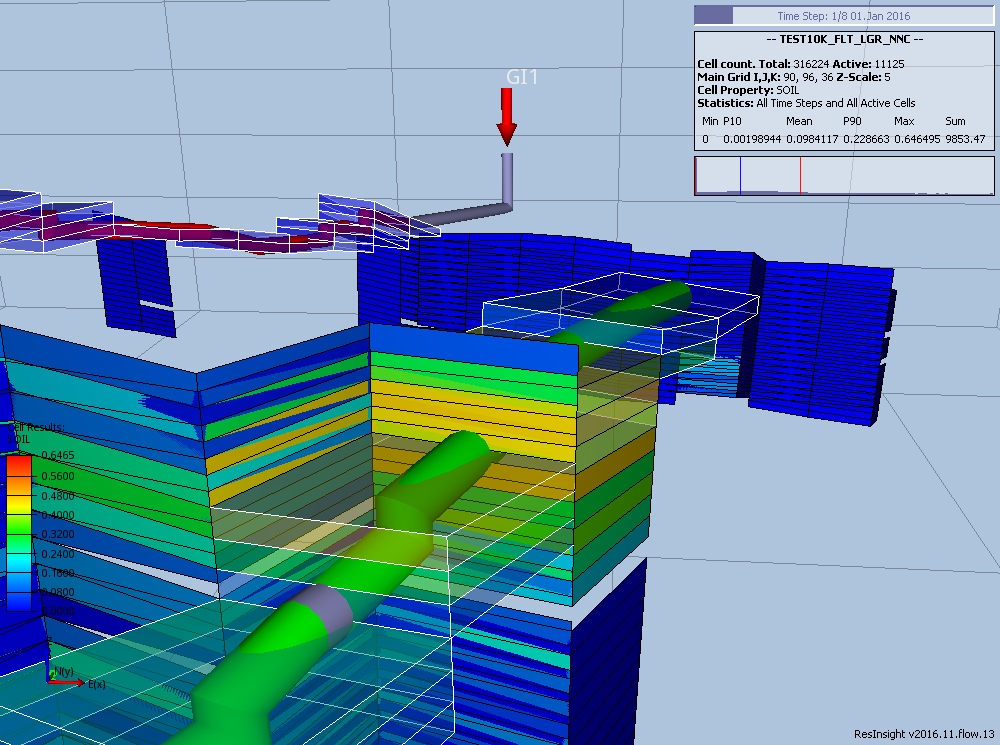 Time Step: 1/8 01.Jan 2016
-- TEST10K_FLT_LGR_NNC --
Cell count. Total: 316224 Active: 11125
Main Grid I,J,K: 90, 96, 36 Z-Scale: 5
Cell Property: SOIL
Statistics: All Time Steps and All Active Cells
Min P10 Mean P90 Max Sum
0 0.00198944 0.0984117 0.228663 0.646495 9853.47
GI1
Cell Results:
SOIL
0.6465
0.5600
0.4800
0.4000
0.3200
0.2400
0.1600
0.0800
0.0000
N(y)
E(x)
ResInsight v2016.11.flow.13